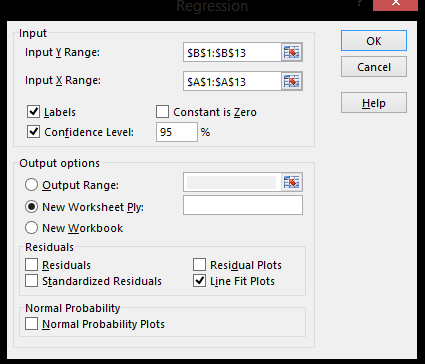 Regression
?
x
Input
Input Y Range: $B$1:$B$13
OK
Input X Range: $A$1:$A$13
Cancel
Labels Constant is Zero
Help
Confidence Level: 95 %
Output options
Output Range:
New Worksheet Ply:
New Workbook
Residuals
Residuals Residual Plots
Standardized Residuals Line Fit Plots
Normal Probability
Normal Probability Plots